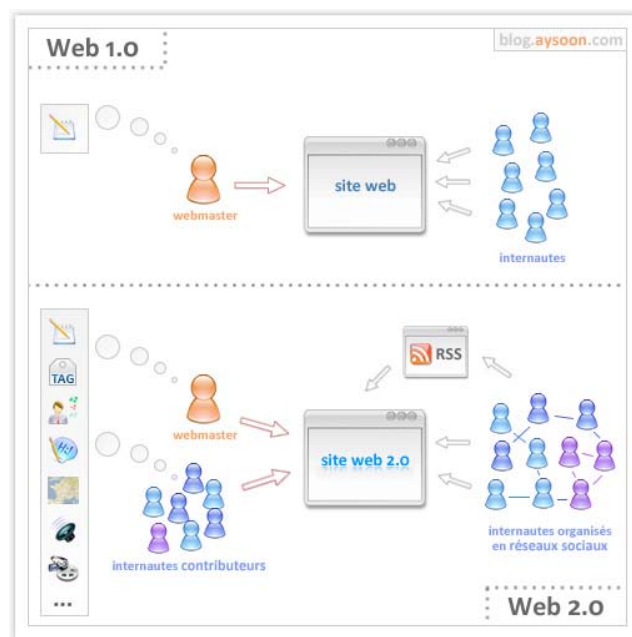 Web 1.0
blog.aysoon.com
site web
webmaster
internautes
RSS
TAG
webmaster
Hi!
site web 2.0
internautes contributeurs
internautes organisés
en réseaux sociaux
...
Web 2.0